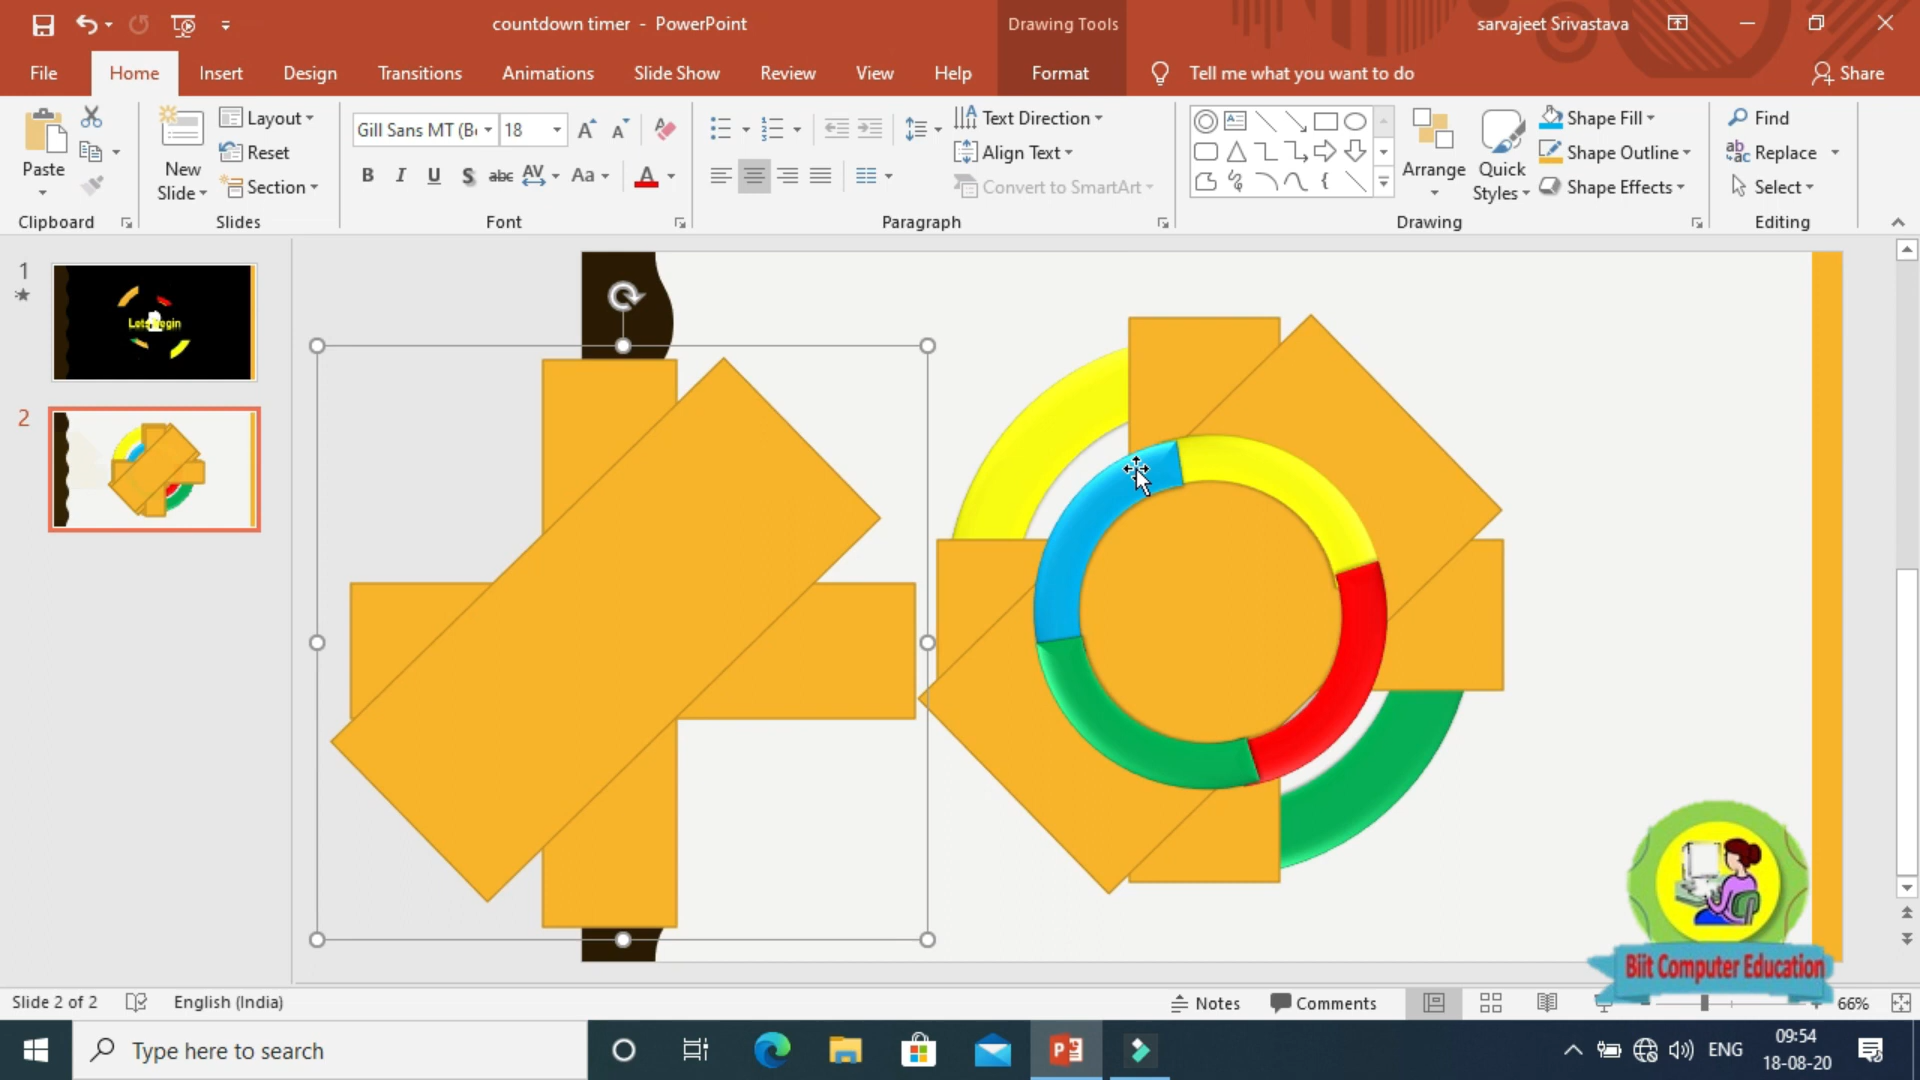 countdown timer - PowerPoint
Drawing Tools
sarvajeet Srivastava
File Home Insert Design Transitions Animations Slide Show Review View Help Format Tell me what you want to do Share
Paste
New Slide
Layout
Reset
Section
Gill Sans MT (B 18
B I U S abc AV Aa A
Text Direction
Align Text
Convert to SmartArt
Arrange
Quick Styles
Shape Fill
Shape Outline
Shape Effects
Find
Replace
Select
Clipboard Slides Font Paragraph Drawing Editing
1
2
Biit Computer Education
Slide 2 of 2 English (India) Notes Comments 66%
Type here to search
ENG
09:54
18-08-20